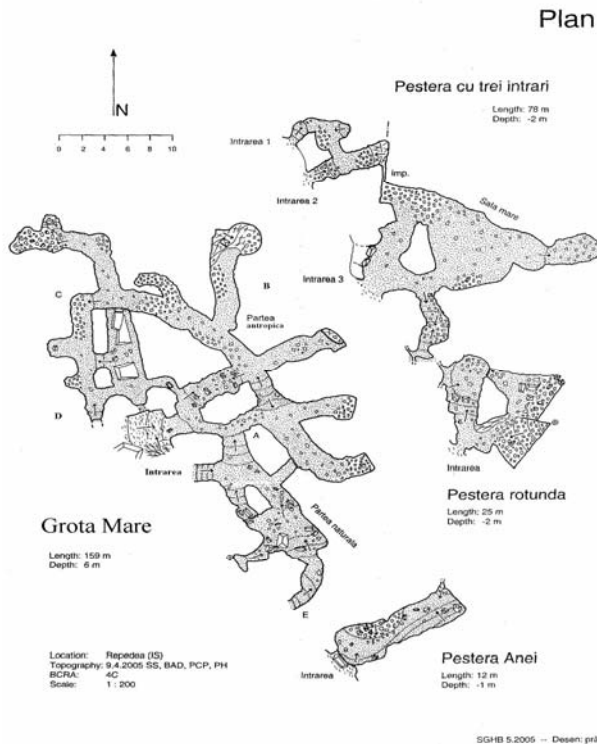 Plan
Pestera cu trei intrari
Length: 78 m
Depth: -2 m
N
0 2 4 6 8 10
Intrarea 1
Intrarea 2
imp.
Sala mare
Intrarea 3
B
C
Partea
antropica
D
A
Intrarea
Intrarea
Pestera rotunda
Length: 25 m
Depth: -2 m
Grota Mare
Length: 159 m
Depth: 6 m
Partea naturala
E
Location: Repedea (IS)
Topography: 9.4.2005 SS, BAD, PCP, PH
BCRA: 4C
Scale: 1 : 200
Intrarea
Pestera Anei
Length: 12 m
Depth: -1 m
SGHB 5.2005 -- Desen: pră